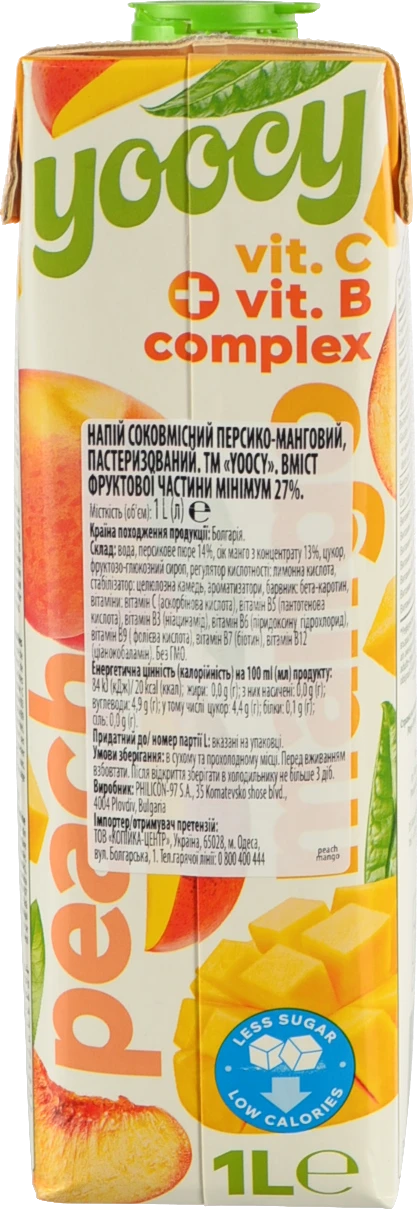 yoocy
vit. C
+ vit. B
complex
peach
mango
НАПІЙ СОКОВМІСНИЙ ПЕРСИКО-МАНГОВИЙ,
ПАСТЕРИЗОВАНИЙ. ТМ «YOOCY». ВМІСТ
ФРУКТОВОЇ ЧАСТИНИ МІНІМУМ 27%.
Місткість (об'єм): 1 L (л) ℮
Країна походження продукції: Болгарія.
Склад: вода, персикове пюре 14%, сік манго з концентрату 13%, цукор,
фруктозо-глюкозний сироп, регулятор кислотності: лимонна кислота,
стабілізатор: целюлозна камедь, ароматизатори, барвник: бета-каротин,
вітаміни: вітамін С (аскорбінова кислота), вітамін В5 (пантотенова
кислота), вітамін В3 (ніацинамід), вітамін В6 (піридоксину гідрохлорид),
вітамін В9 (фолієва кислота), вітамін В7 (біотин), вітамін В12
(ціанокобаламін). Без ГМО.
Енергетична цінність (калорійність) на 100 ml (мл) продукту:
84 kJ (кДж)/ 20 kcal (ккал); жири: 0,0 g (г); з них насичені: 0,0 g (г);
вуглеводи: 4,9 g (г); у тому числі цукор: 4,4 g (г); білки: 0,1 g (г);
сіль: 0,0 g (г).
Придатний до/ номер партії L: вказані на упаковці.
Умови зберігання: в сухому та прохолодному місці. Перед вживанням
взбовтати. Після відкриття зберігати в холодильнику не більше 3 діб.
Виробник: PHILICON-97 S.A., 35 Komatevsko shose blvd.,
4004 Plovdiv, Bulgaria
Імпортер/отримувач претензій:
ТОВ «КОПІЙКА-ЦЕНТР», Україна, 65028, м. Одеса,
вул. Болгарська, 1. Тел.гарячої лінії: 0 800 400 444
peach
mango
LESS SUGAR
LOW CALORIES
1L℮